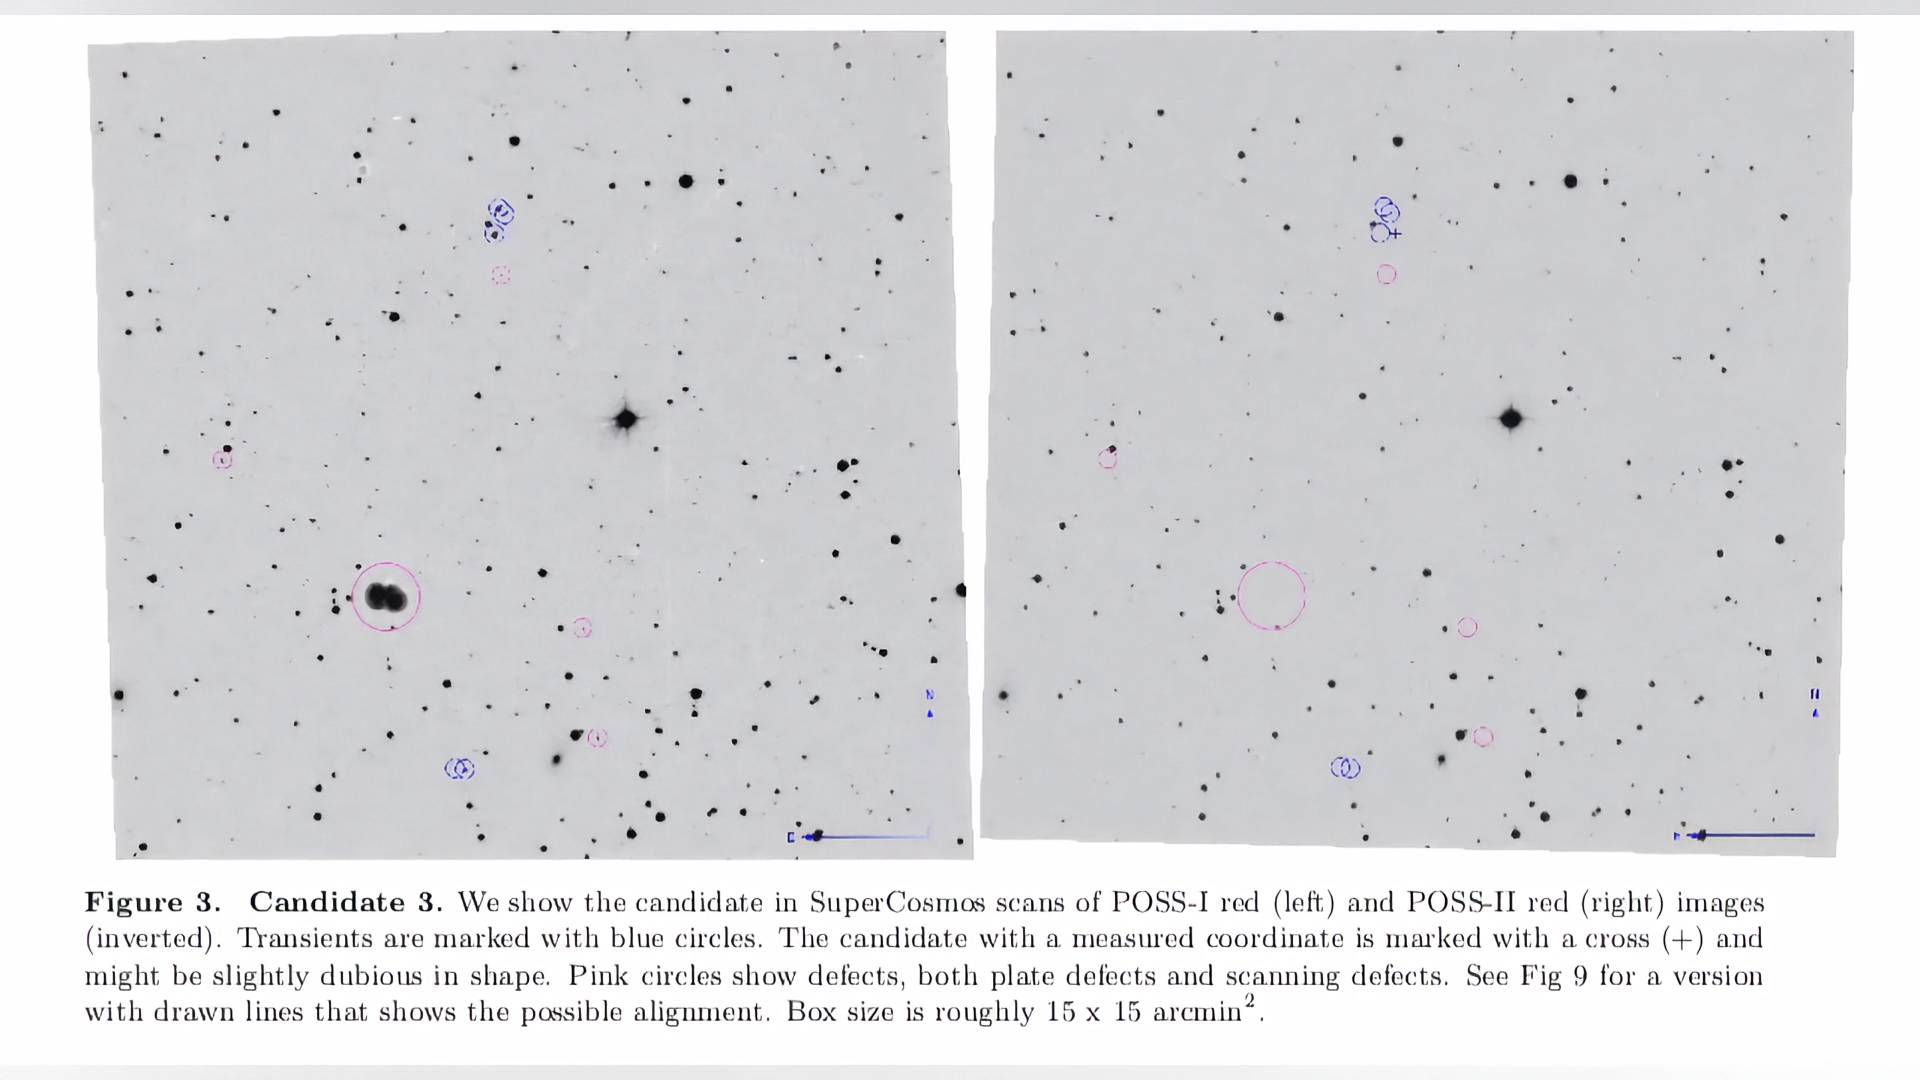 N
N
E
Figure 3. Candidate 3. We show the candidate in SuperCosmos scans of POSS-I red (left) and POSS-II red (right) images
(inverted). Transients are marked with blue circles. The candidate with a measured coordinate is marked with a cross (+) and
might be slightly dubious in shape. Pink circles show defects, both plate defects and scanning defects. See Fig 9 for a version
with drawn lines that shows the possible alignment. Box size is roughly 15 x 15 arcmin².